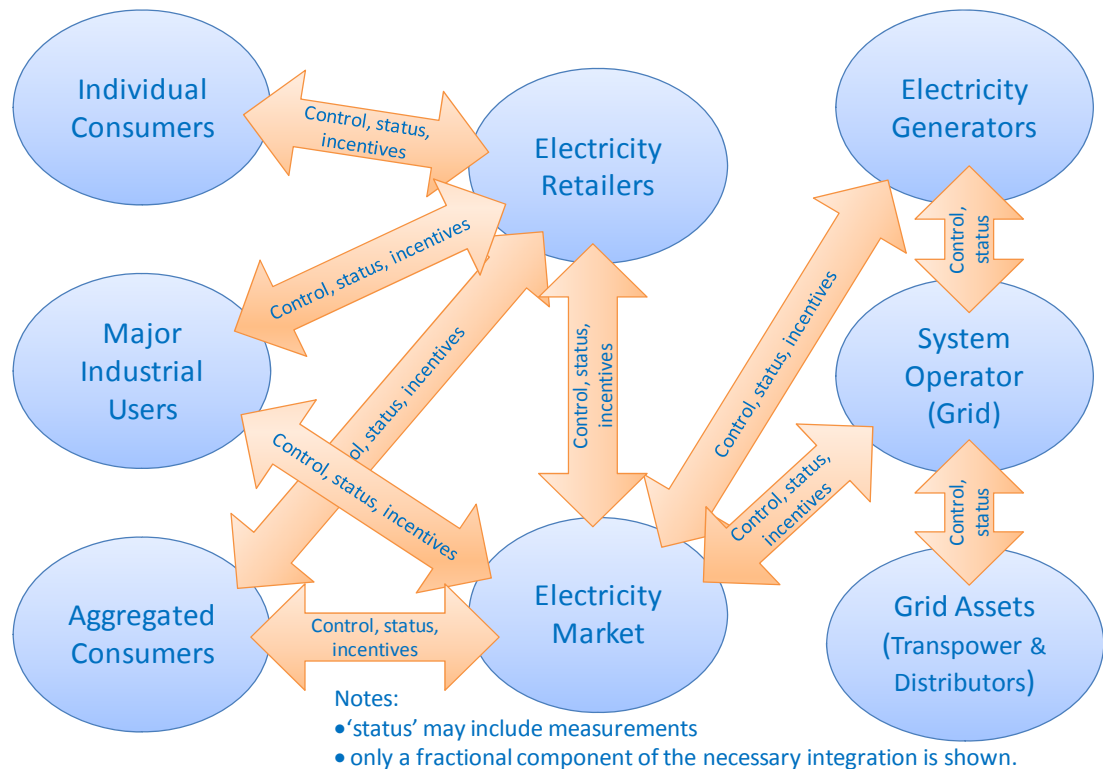 Individual
Consumers
Control, status,
incentives
Electricity
Retailers
Electricity
Generators
Control, status, incentives
Control,
status
Major
Industrial
Users
Control, status,
incentives
Control, status, incentives
System
Operator
(Grid)
ol, status, incentives
Control, status, incentives
Control, status,
incentives
Control,
status
Aggregated
Consumers
Control, status,
incentives
Electricity
Market
Grid Assets
(Transpower &
Distributors)
Notes:
•‘status’ may include measurements
• only a fractional component of the necessary integration is shown.